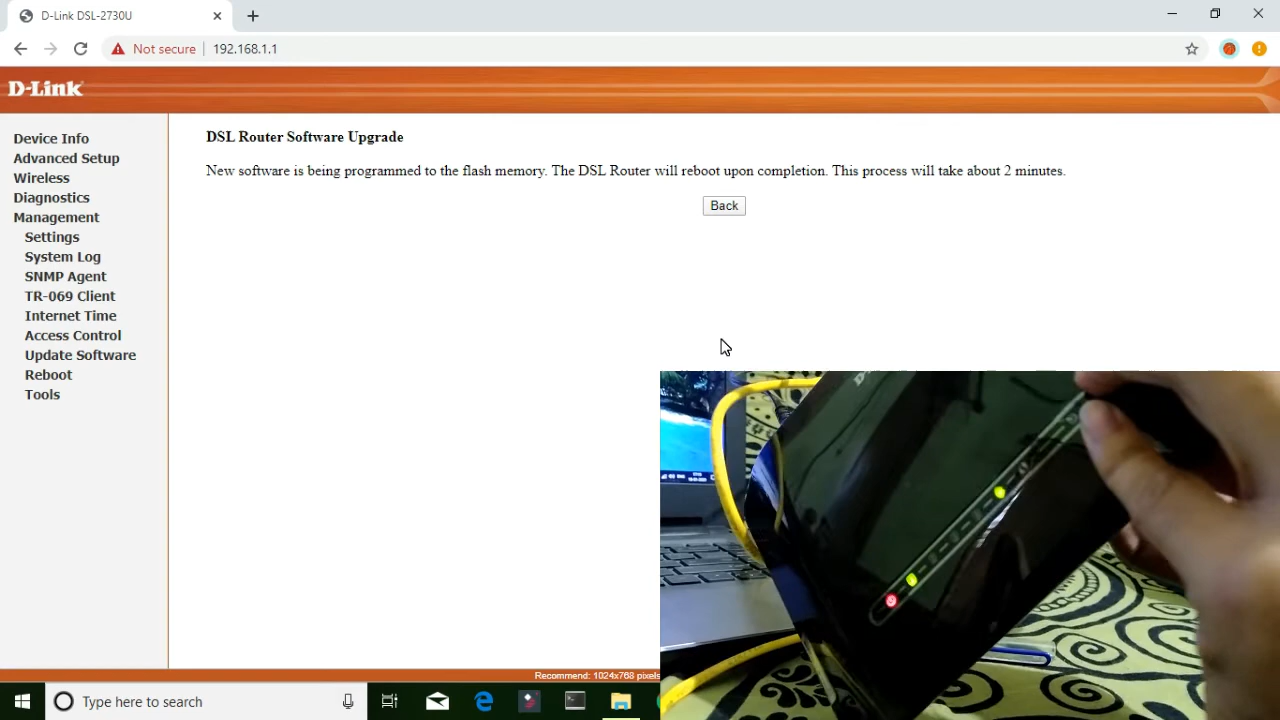 D-Link DSL-2730U
Not secure
192.168.1.1
D-Link
Device Info
Advanced Setup
Wireless
Diagnostics
Management
Settings
System Log
SNMP Agent
TR-069 Client
Internet Time
Access Control
Update Software
Reboot
Tools
DSL Router Software Upgrade
New software is being programmed to the flash memory. The DSL Router will reboot upon completion. This process will take about 2 minutes.
Back
Recommend: 1024x768 pixels
Type here to search